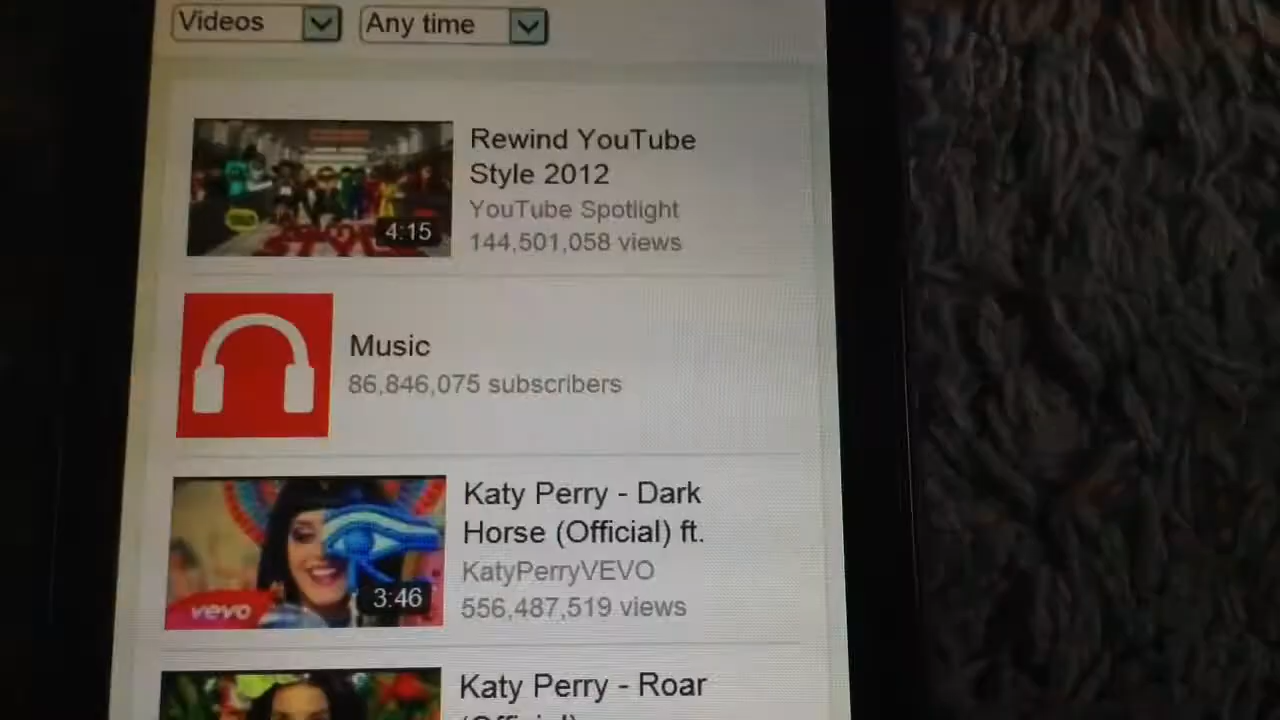 Videos
Any time
Rewind YouTube
Style 2012
YouTube Spotlight
144,501,058 views
4:15
Music
86,846,075 subscribers
Katy Perry - Dark
Horse (Official) ft.
KatyPerryVEVO
556,487,519 views
3:46
vevo
Katy Perry - Roar
(Official)